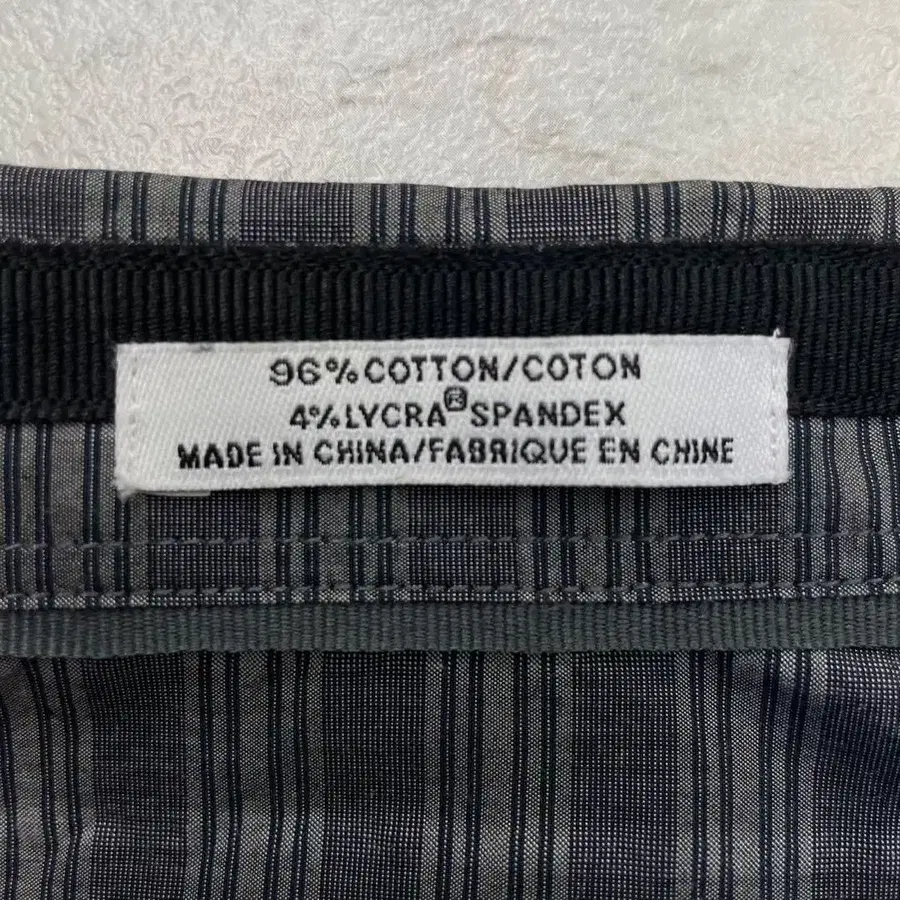 96% COTTON/COTON
4% LYCRA® SPANDEX
MADE IN CHINA/FABRIQUE EN CHINE